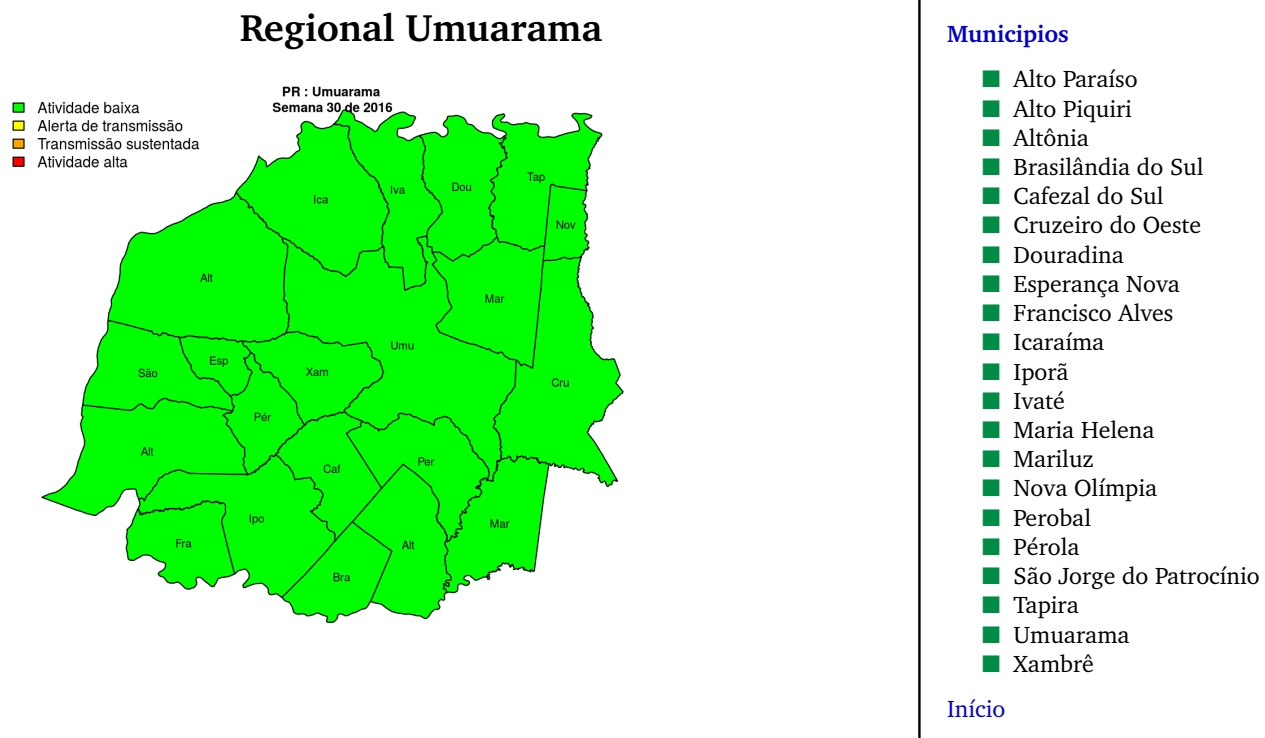 Regional Umuarama
PR : Umuarama
Semana 30 de 2016
Atividade baixa
Alerta de transmissão
Transmissão sustentada
Atividade alta
Ica
Iva
Dou
Tap
Nov
Alt
Mar
Umu
Esp
Xam
São
Cru
Pér
Alt
Caf
Per
Ipo
Mar
Fra
Alt
Bra
Municipios
Alto Paraíso
Alto Piquiri
Altônia
Brasilândia do Sul
Cafezal do Sul
Cruzeiro do Oeste
Douradina
Esperança Nova
Francisco Alves
Icaraíma
Iporã
Ivaté
Maria Helena
Mariluz
Nova Olímpia
Perobal
Pérola
São Jorge do Patrocínio
Tapira
Umuarama
Xambrê
Início